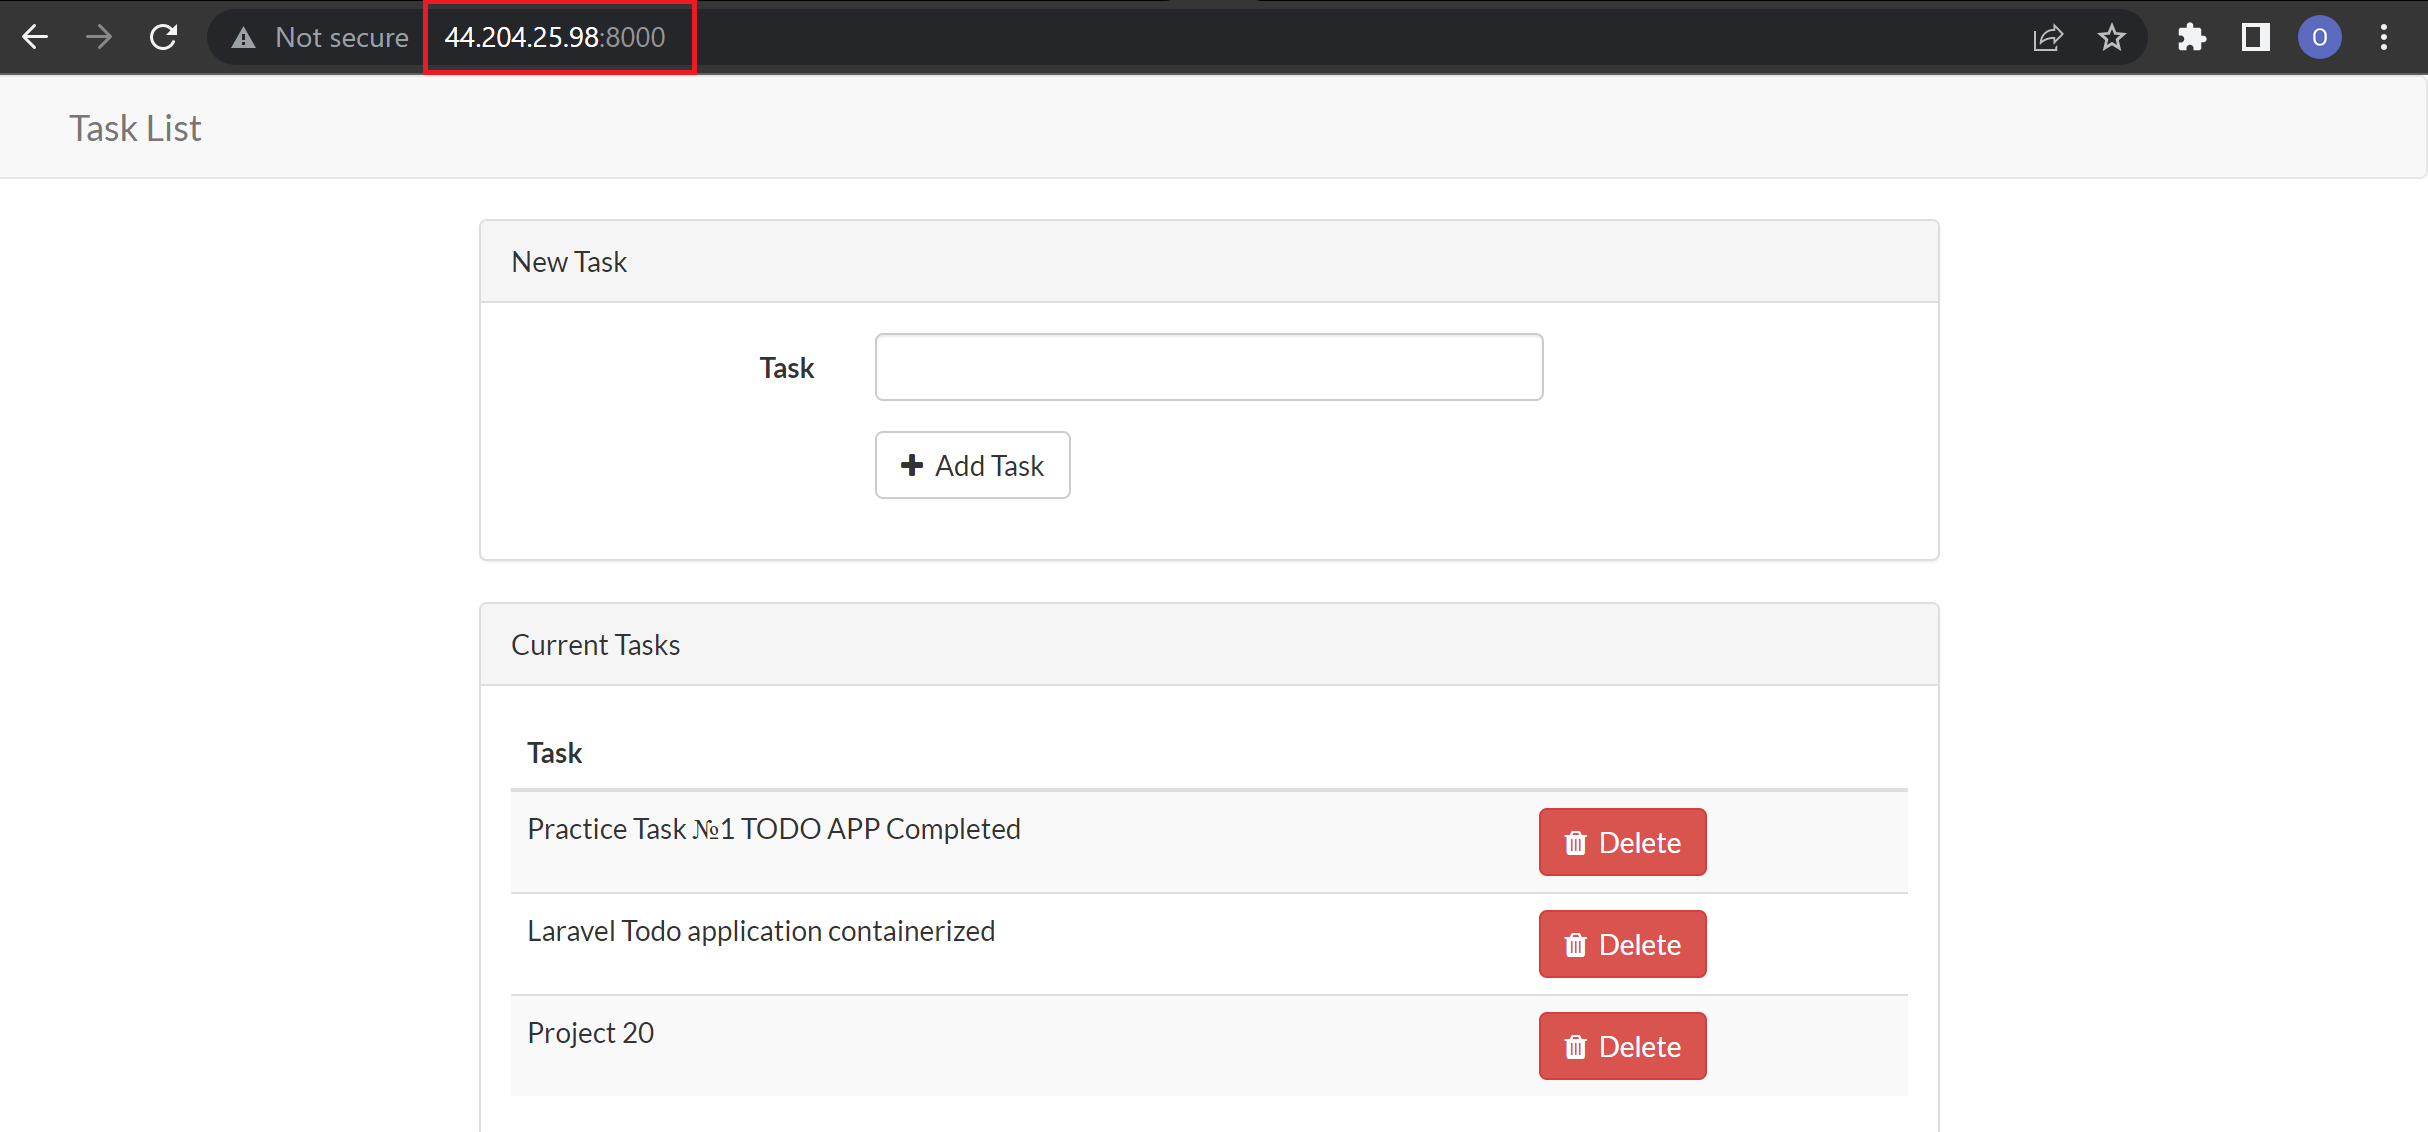 Not secure 44.204.25.98:8000
O
Task List
New Task
Task
Add Task
Current Tasks
Task
Practice Task №1 TODO APP Completed
Delete
Laravel Todo application containerized
Delete
Project 20
Delete